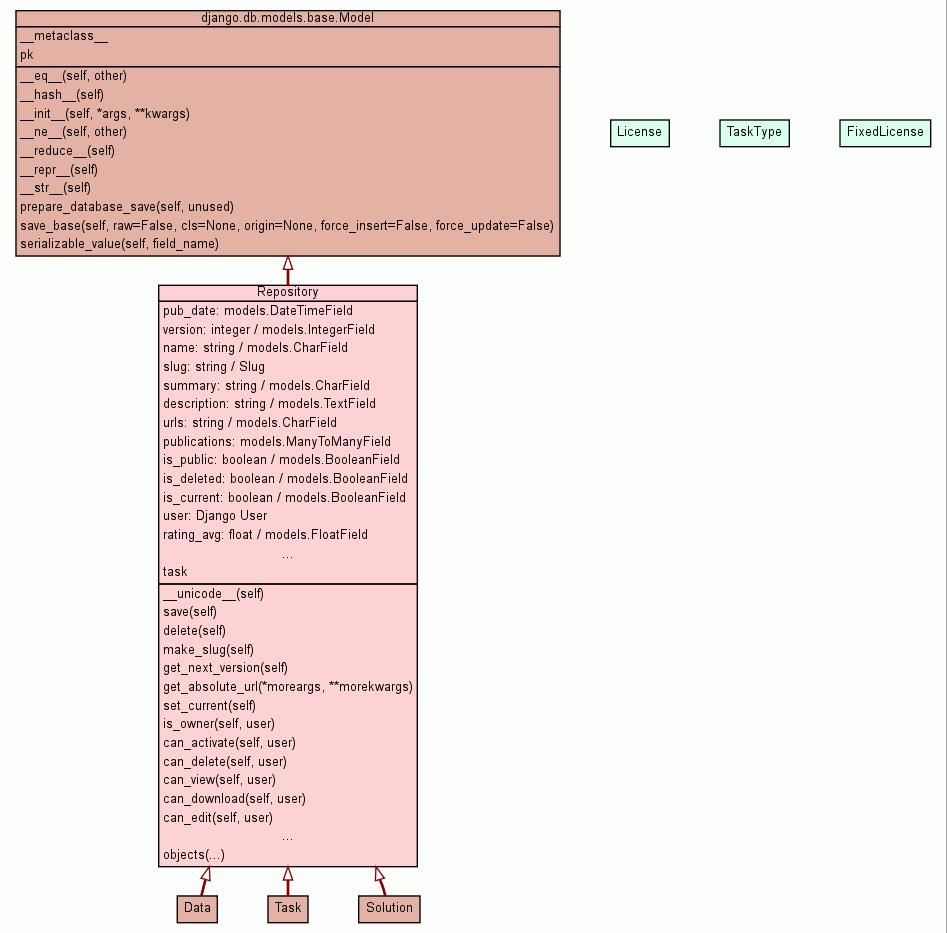 django.db.models.base.Model
__metaclass__
pk
__eq__(self, other)
__hash__(self)
__init__(self, *args, **kwargs)
__ne__(self, other)
__reduce__(self)
__repr__(self)
__str__(self)
prepare_database_save(self, unused)
save_base(self, raw=False, cls=None, origin=None, force_insert=False, force_update=False)
serializable_value(self, field_name)
License
TaskType
FixedLicense
Repository
pub_date: models.DateTimeField
version: integer / models.IntegerField
name: string / models.CharField
slug: string / Slug
summary: string / models.CharField
description: string / models.TextField
urls: string / models.CharField
publications: models.ManyToManyField
is_public: boolean / models.BooleanField
is_deleted: boolean / models.BooleanField
is_current: boolean / models.BooleanField
user: Django User
rating_avg: float / models.FloatField
...
task
__unicode__(self)
save(self)
delete(self)
make_slug(self)
get_next_version(self)
get_absolute_url(*moreargs, **morekwargs)
set_current(self)
is_owner(self, user)
can_activate(self, user)
can_delete(self, user)
can_view(self, user)
can_download(self, user)
can_edit(self, user)
...
objects(...)
Data
Task
Solution